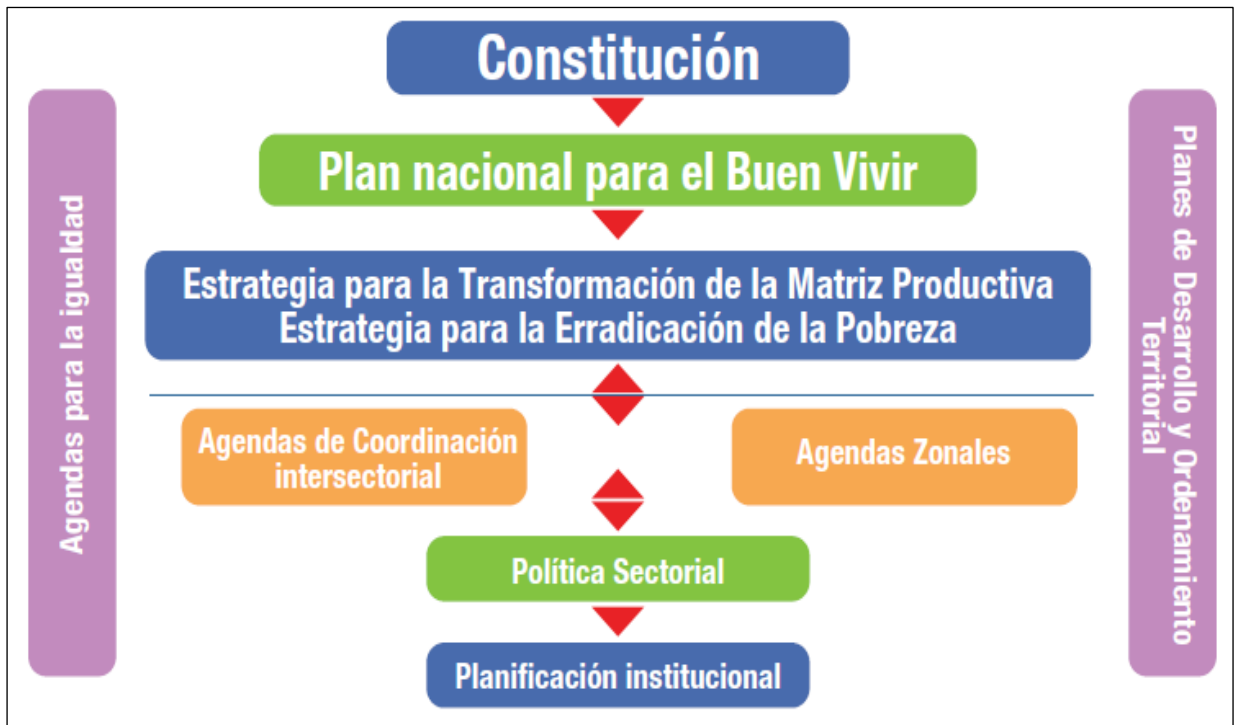 Constitución
Plan nacional para el Buen Vivir
Estrategia para la Transformación de la Matriz Productiva
Estrategia para la Erradicación de la Pobreza
Agendas de Coordinación
intersectorial
Agendas Zonales
Política Sectorial
Planificación institucional
Agendas para la igualdad
Planes de Desarrollo y Ordenamiento
Territorial